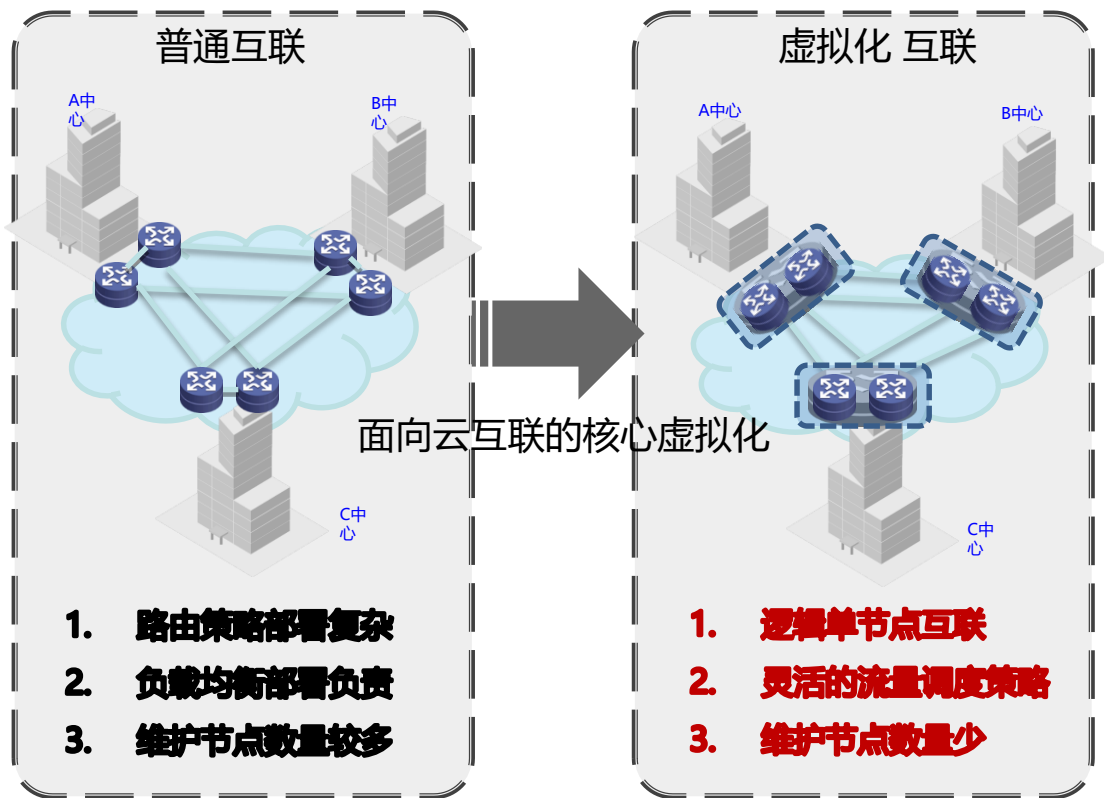 普通互联
A中
心
B中
心
C中
心
1. 路由策略部署复杂
2. 负载均衡部署负责
3. 维护节点数量较多
面向云互联的核心虚拟化
虚拟化 互联
A中心
B中心
C中
心
1. 逻辑单节点互联
2. 灵活的流量调度策略
3. 维护节点数量少